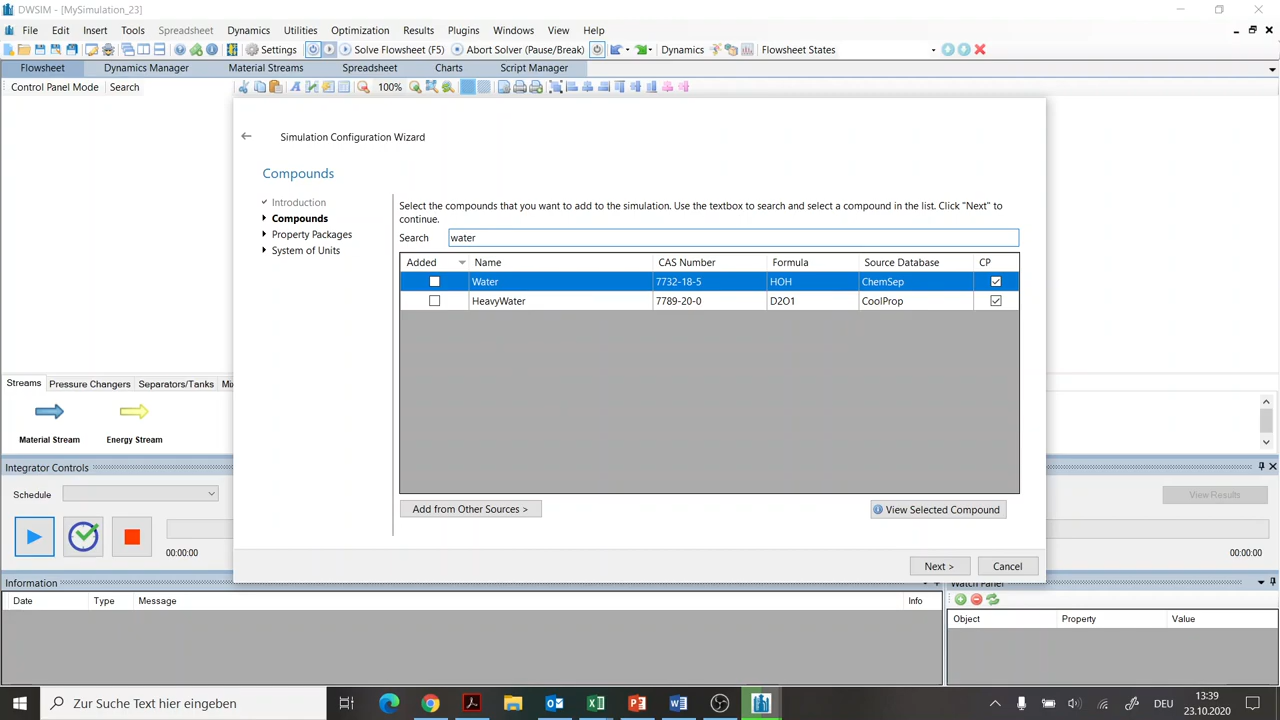 DWSIM - [MySimulation_23]
File Edit Insert Tools Spreadsheet Dynamics Utilities Optimization Results Plugins Windows View Help
Settings Solve Flowsheet (F5) Abort Solver (Pause/Break) Dynamics Flowsheet States
Flowsheet Dynamics Manager Material Streams Spreadsheet Charts Script Manager
Control Panel Mode Search 100%
Simulation Configuration Wizard
Compounds
Introduction
Compounds
Property Packages
System of Units
Select the compounds that you want to add to the simulation. Use the textbox to search and select a compound in the list. Click "Next" to
continue.
Search water
Added Name CAS Number Formula Source Database CP
Water 7732-18-5 HOH ChemSep
HeavyWater 7789-20-0 D2O1 CoolProp
Add from Other Sources > View Selected Compound
Next > Cancel
Streams Pressure Changers Separators/Tanks
Material Stream Energy Stream
Integrator Controls
Schedule View Results
00:00:00 00:00:00
Information Watch Panel
Date Type Message Info
Object Property Value
Zur Suche Text hier eingeben
DEU 13:39
23.10.2020